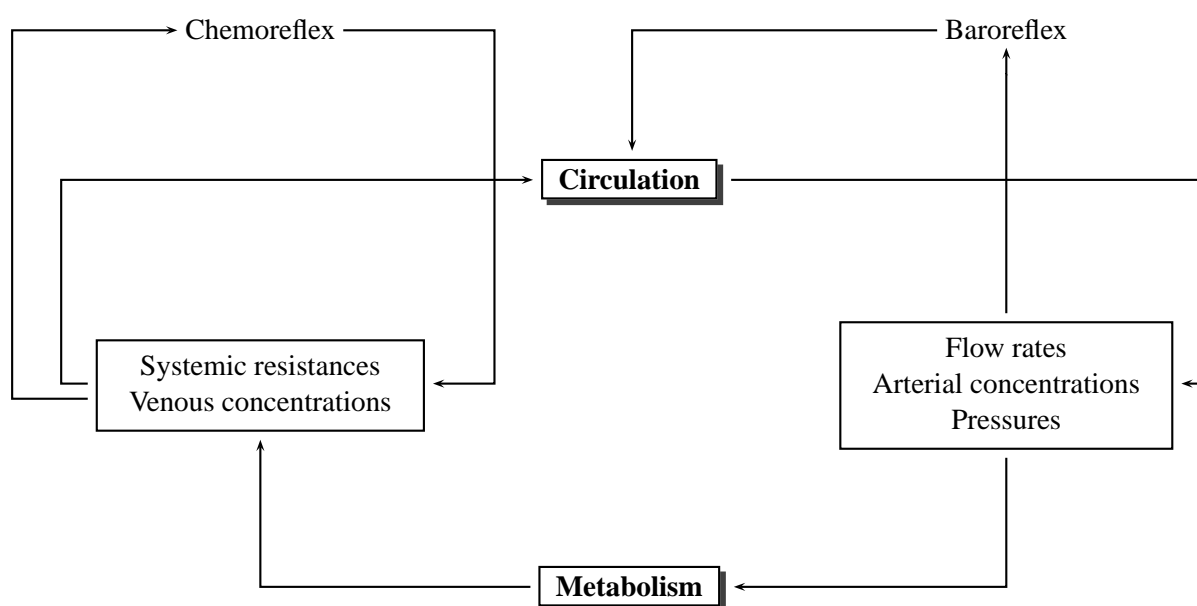 Chemoreflex
Baroreflex
Circulation
Systemic resistances
Venous concentrations
Flow rates
Arterial concentrations
Pressures
Metabolism